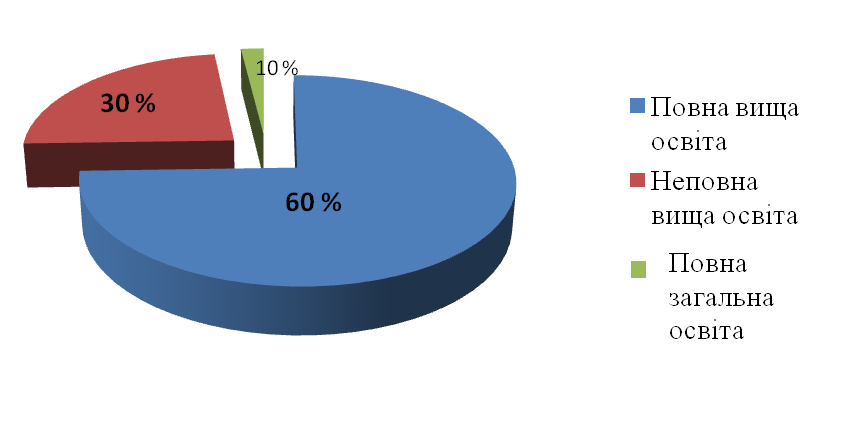 10 %
30 %
60 %
Повна вища
освіта
Неповна
вища освіта
Повна
загальна
освіта